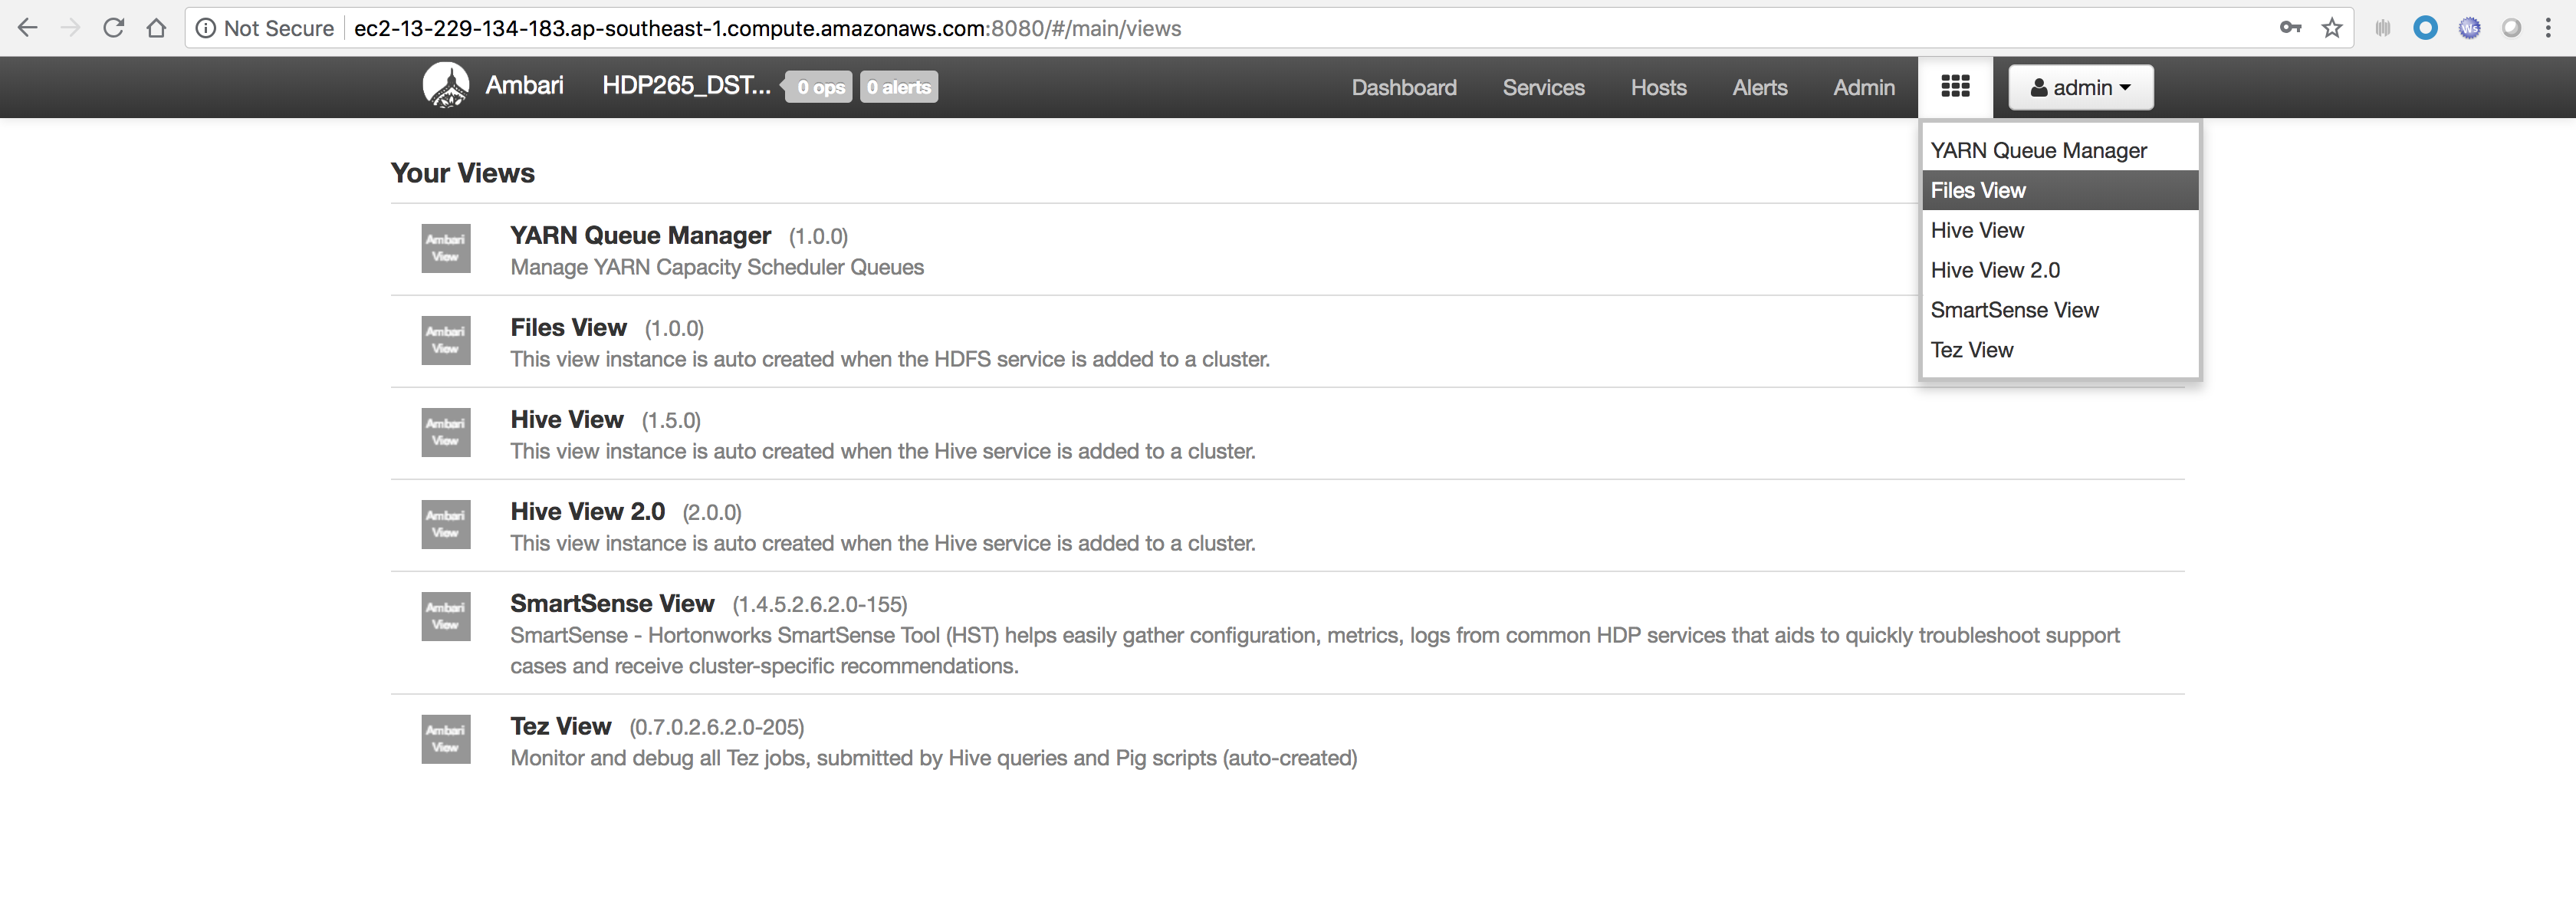 Not Secure ec2-13-229-134-183.ap-southeast-1.compute.amazonaws.com:8080/#/main/views
Ws
Ambari HDP265_DST... 0 ops 0 alerts Dashboard Services Hosts Alerts Admin admin
YARN Queue Manager
Files View
Hive View
Hive View 2.0
SmartSense View
Tez View
Your Views
Ambari
View
YARN Queue Manager (1.0.0)
Manage YARN Capacity Scheduler Queues
Ambari
View
Files View (1.0.0)
This view instance is auto created when the HDFS service is added to a cluster.
Ambari
View
Hive View (1.5.0)
This view instance is auto created when the Hive service is added to a cluster.
Ambari
View
Hive View 2.0 (2.0.0)
This view instance is auto created when the Hive service is added to a cluster.
Ambari
View
SmartSense View (1.4.5.2.6.2.0-155)
SmartSense - Hortonworks SmartSense Tool (HST) helps easily gather configuration, metrics, logs from common HDP services that aids to quickly troubleshoot support
cases and receive cluster-specific recommendations.
Ambari
View
Tez View (0.7.0.2.6.2.0-205)
Monitor and debug all Tez jobs, submitted by Hive queries and Pig scripts (auto-created)